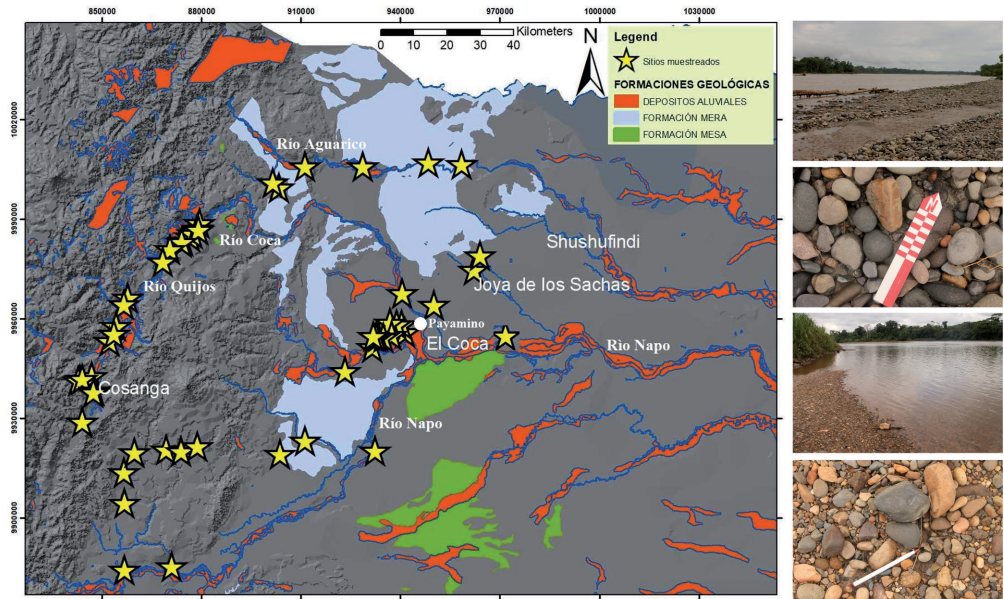 850000 880000 910000 940000 970000 1000000 1030000
Kilometers
0 10 20 30 40
N
Legend
Sitios muestreados
FORMACIONES GEOLÓGICAS
DEPOSITOS ALUVIALES
FORMACIÓN MERA
FORMACIÓN MESA
10020000
9990000
9960000
9930000
9900000
Río Aguarico
Río Coca
Shushufindi
Río Quijos
Joya de los Sachas
Payamino
El Coca
Rio Napo
Cosanga
Río Napo
N